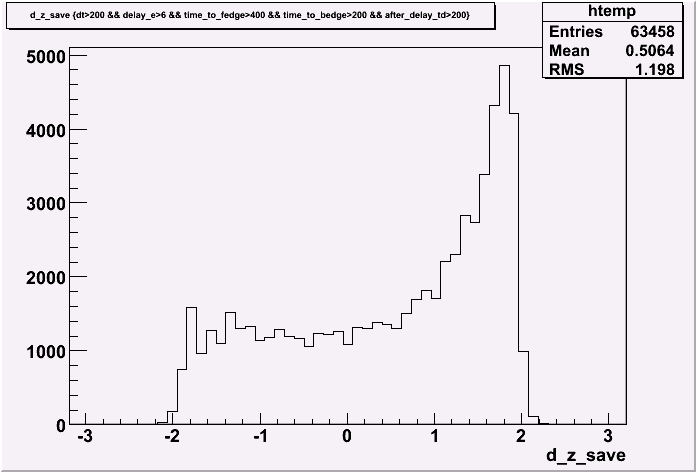 d_z_save {dt>200 && delay_e>6 && time_to_fedge>400 && time_to_bedge>200 && after_delay_td>200}
htemp
Entries 63458
Mean 0.5064
RMS 1.198
5000
4000
3000
2000
1000
0
-3 -2 -1 0 1 2 3
d_z_save